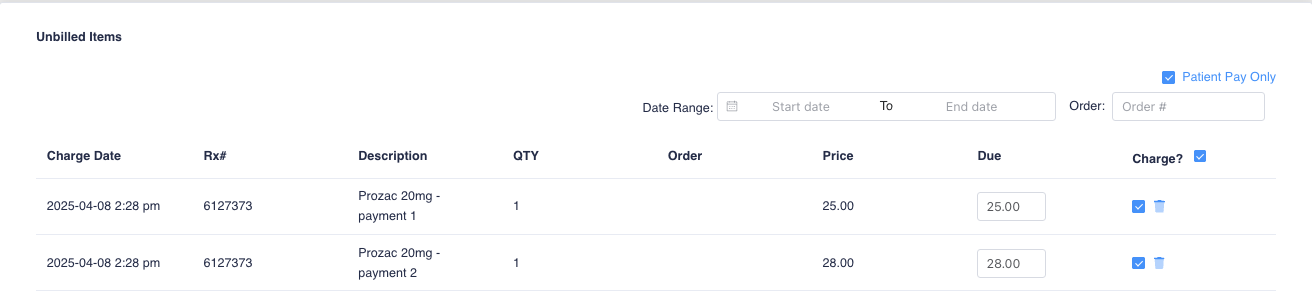 Unbilled Items
Patient Pay Only
Date Range: Start date To End date Order: Order #
Charge Date Rx# Description QTY Order Price Due Charge?
2025-04-08 2:28 pm 6127373 Prozac 20mg - 1 25.00 25.00
payment 1
2025-04-08 2:28 pm 6127373 Prozac 20mg - 1 28.00 28.00
payment 2